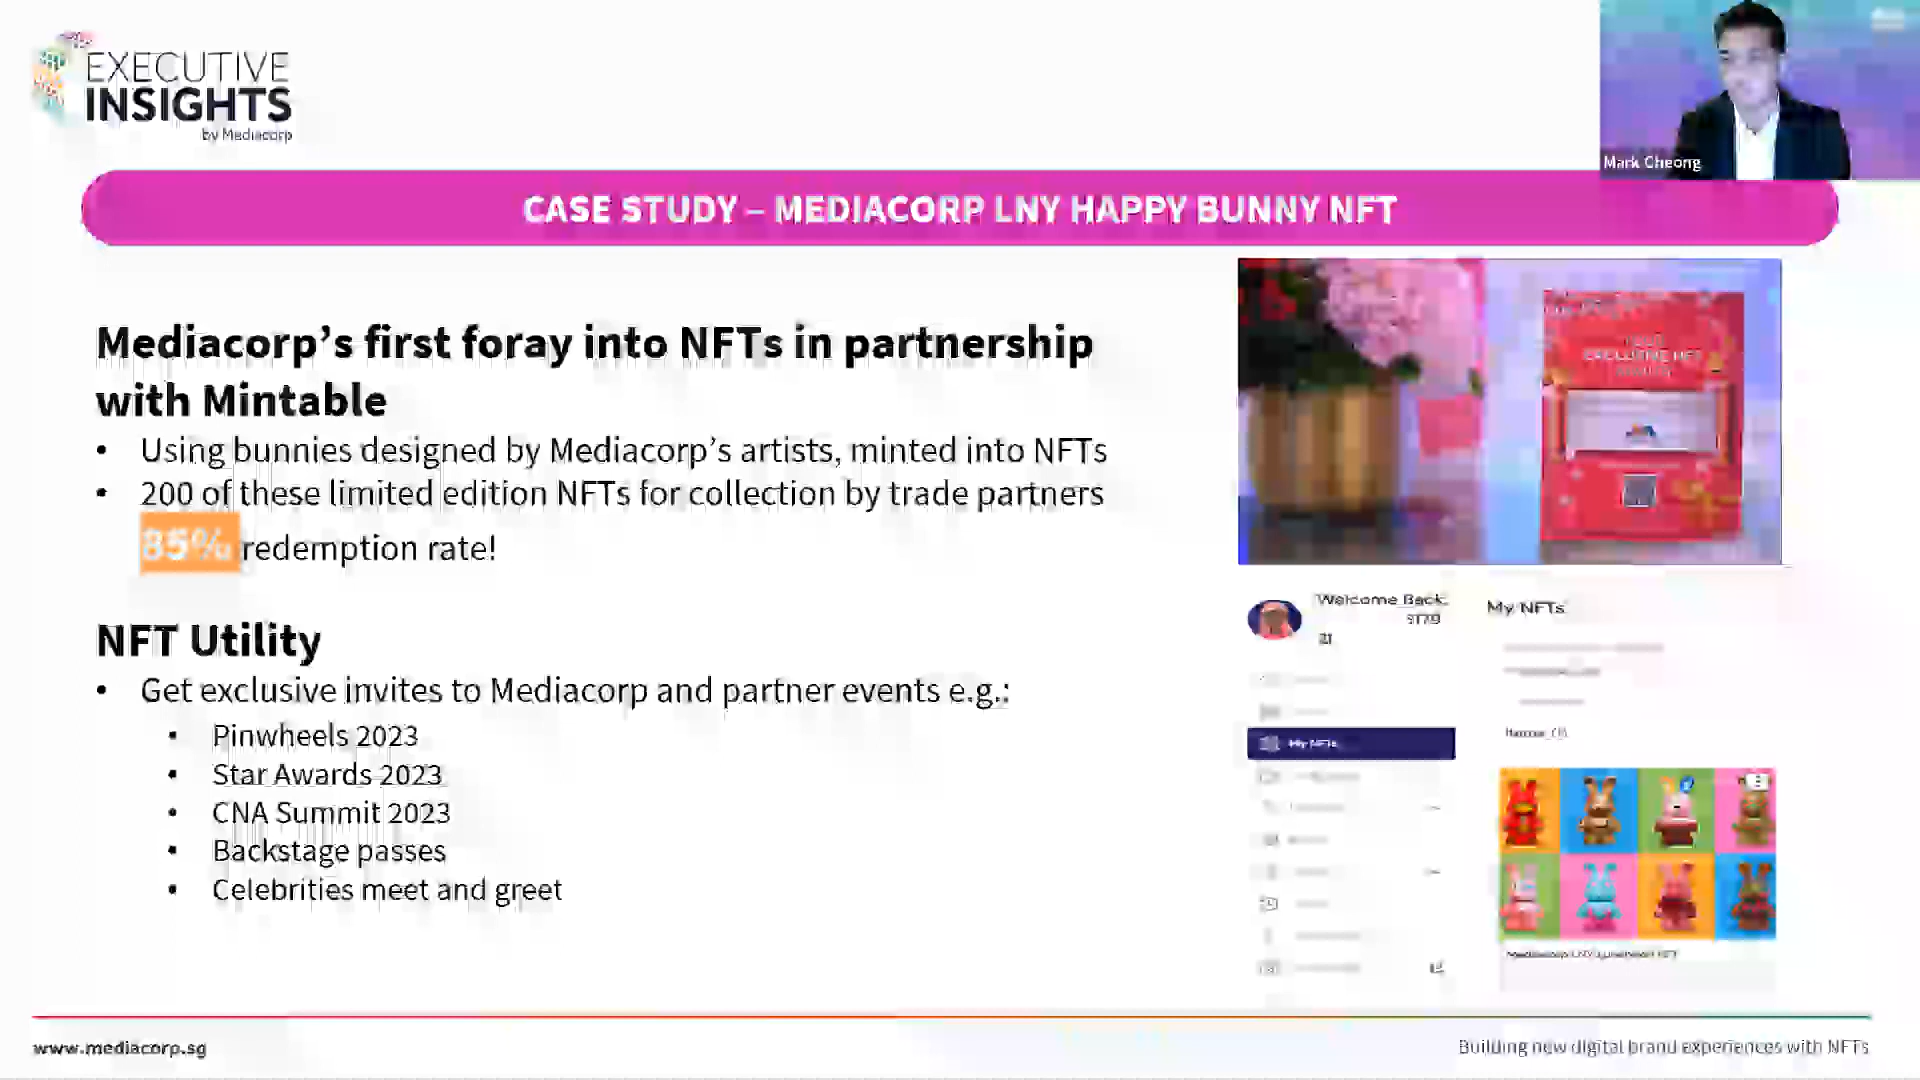 EXECUTIVE
INSIGHTS
by Mediacorp
Mark Cheong
CASE STUDY – MEDIACORP LNY HAPPY BUNNY NFT
Mediacorp’s first foray into NFTs in partnership
with Mintable
• Using bunnies designed by Mediacorp’s artists, minted into NFTs
• 200 of these limited edition NFTs for collection by trade partners
85% redemption rate!
NFT Utility
• Get exclusive invites to Mediacorp and partner events e.g.:
• Pinwheels 2023
• Star Awards 2023
• CNA Summit 2023
• Backstage passes
• Celebrities meet and greet
EXCLUSIVE NFT
Welcome Back,
My NFTs
My NFTs
www.mediacorp.sg
Building new digital brand experiences with NFTs